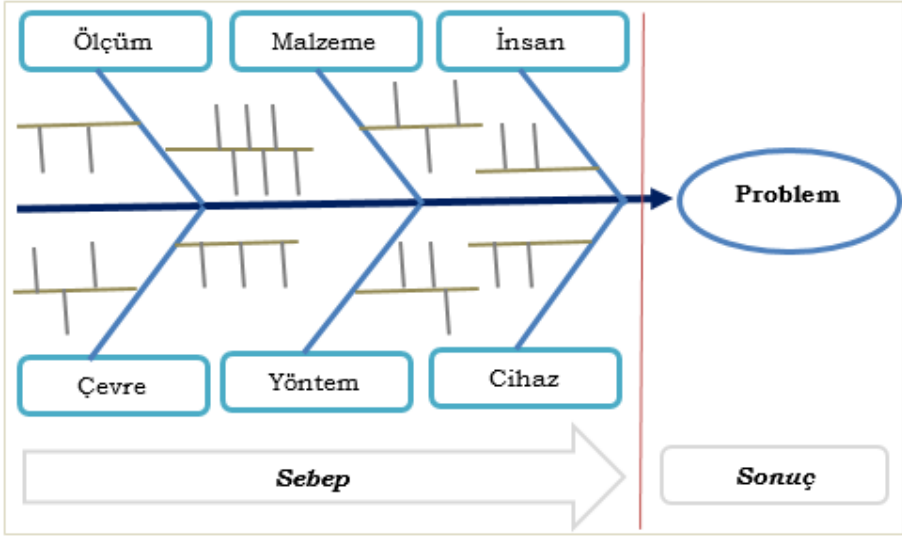 Ölçüm
Malzeme
İnsan
Problem
Çevre
Yöntem
Cihaz
Sebep
Sonuç